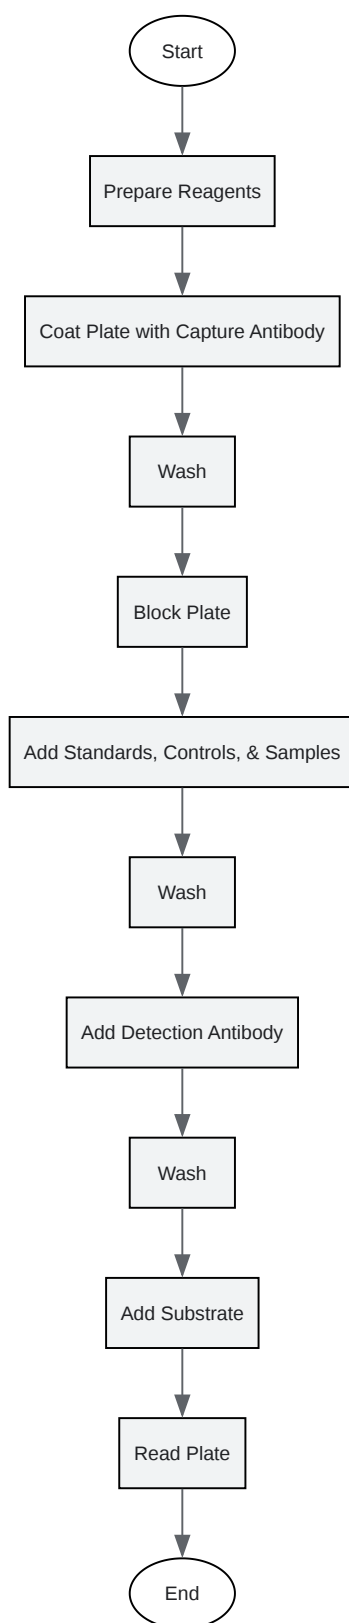 Start
Prepare Reagents
Coat Plate with Capture Antibody
Wash
Block Plate
Add Standards, Controls, & Samples
Wash
Add Detection Antibody
Wash
Add Substrate
Read Plate
End